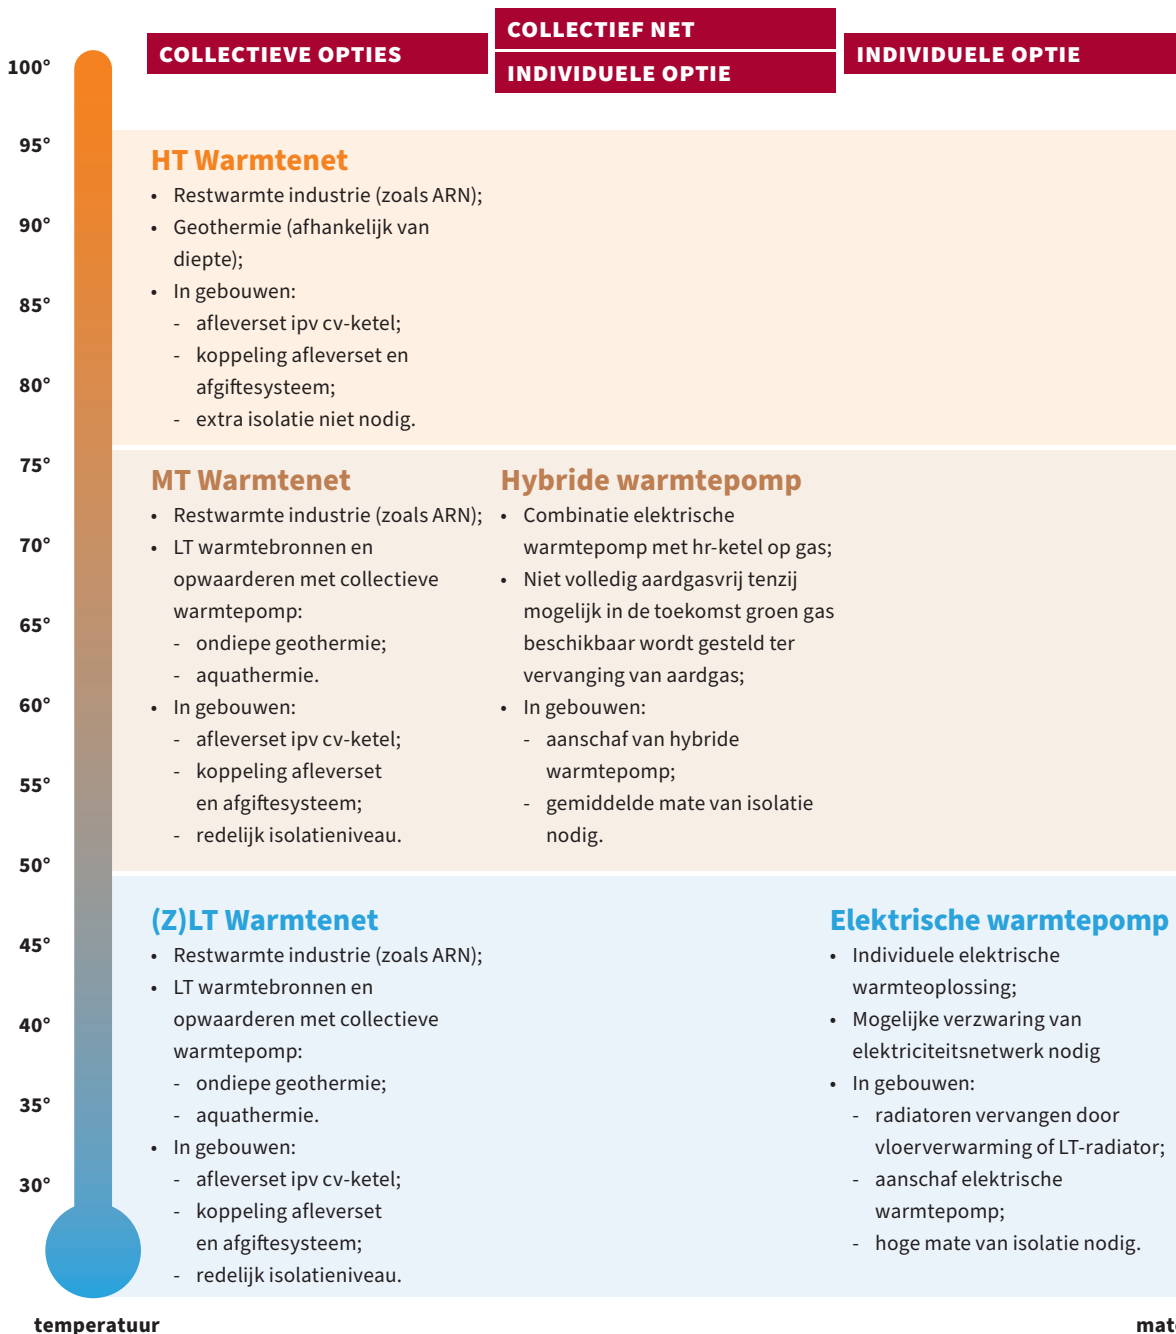 COLLECTIEVE OPTIES
COLLECTIEF NET
INDIVIDUELE OPTIE
INDIVIDUELE OPTIE
100°
95°
90°
85°
80°
75°
70°
65°
60°
55°
50°
45°
40°
35°
30°
temperatuur
HT Warmtenet
• Restwarmte industrie (zoals ARN);
• Geothermie (afhankelijk van
diepte);
• In gebouwen:
- afleverset ipv cv-ketel;
- koppeling afleverset en
afgiftesysteem;
- extra isolatie niet nodig.
MT Warmtenet
• Restwarmte industrie (zoals ARN);
• LT warmtebronnen en
opwaarderen met collectieve
warmtepomp:
- ondiepe geothermie;
- aquathermie.
• In gebouwen:
- afleverset ipv cv-ketel;
- koppeling afleverset
en afgiftesysteem;
- redelijk isolatieniveau.
Hybride warmtepomp
• Combinatie elektrische
warmtepomp met hr-ketel op gas;
• Niet volledig aardgasvrij tenzij
mogelijk in de toekomst groen gas
beschikbaar wordt gesteld ter
vervanging van aardgas;
• In gebouwen:
- aanschaf van hybride
warmtepomp;
- gemiddelde mate van isolatie
nodig.
(Z)LT Warmtenet
• Restwarmte industrie (zoals ARN);
• LT warmtebronnen en
opwaarderen met collectieve
warmtepomp:
- ondiepe geothermie;
- aquathermie.
• In gebouwen:
- afleverset ipv cv-ketel;
- koppeling afleverset
en afgiftesysteem;
- redelijk isolatieniveau.
Elektrische warmtepomp
• Individuele elektrische
warmteoplossing;
• Mogelijke verzwaring van
elektriciteitsnetwerk nodig
• In gebouwen:
- radiatoren vervangen door
vloerverwarming of LT-radiator;
- aanschaf elektrische
warmtepomp;
- hoge mate van isolatie nodig.